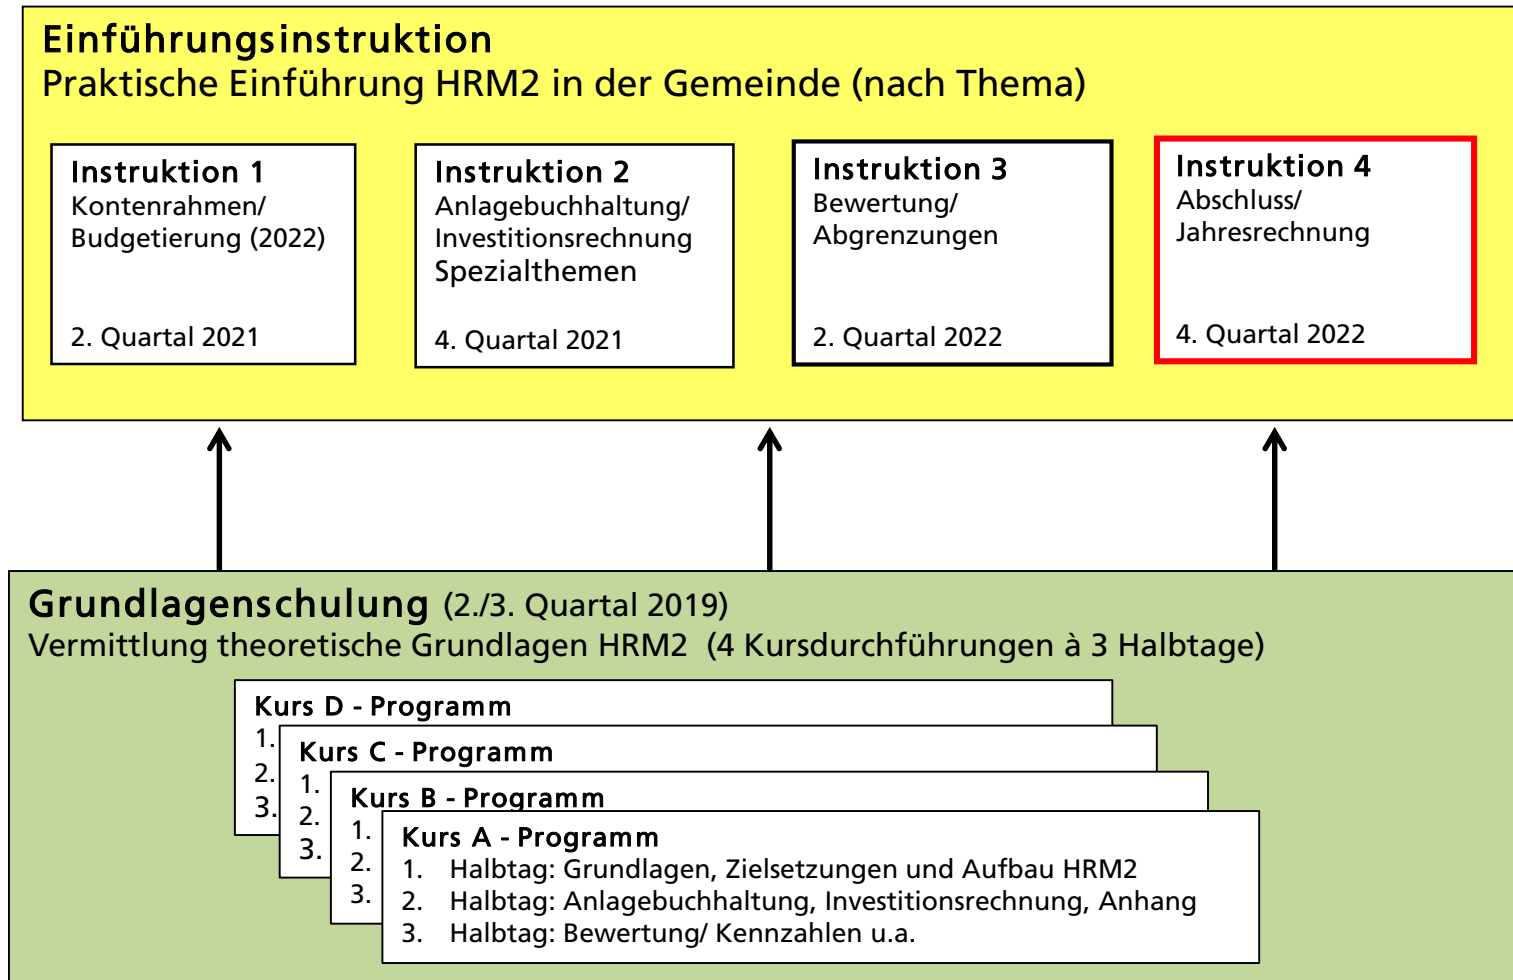 Einführungsinstruktion
Praktische Einführung HRM2 in der Gemeinde (nach Thema)
Instruktion 1
Kontenrahmen/
Budgetierung (2022)
2. Quartal 2021
Instruktion 2
Anlagebuchhaltung/
Investitionsrechnung
Spezialthemen
4. Quartal 2021
Instruktion 3
Bewertung/
Abgrenzungen
2. Quartal 2022
Instruktion 4
Abschluss/
Jahresrechnung
4. Quartal 2022
Grundlagenschulung (2./3. Quartal 2019)
Vermittlung theoretische Grundlagen HRM2 (4 Kursdurchführungen à 3 Halbtage)
Kurs D - Programm
1.
2.
3.
Kurs C - Programm
1.
2.
3.
Kurs B - Programm
1.
2.
3.
Kurs A - Programm
1. Halbtag: Grundlagen, Zielsetzungen und Aufbau HRM2
2. Halbtag: Anlagebuchhaltung, Investitionsrechnung, Anhang
3. Halbtag: Bewertung/ Kennzahlen u.a.